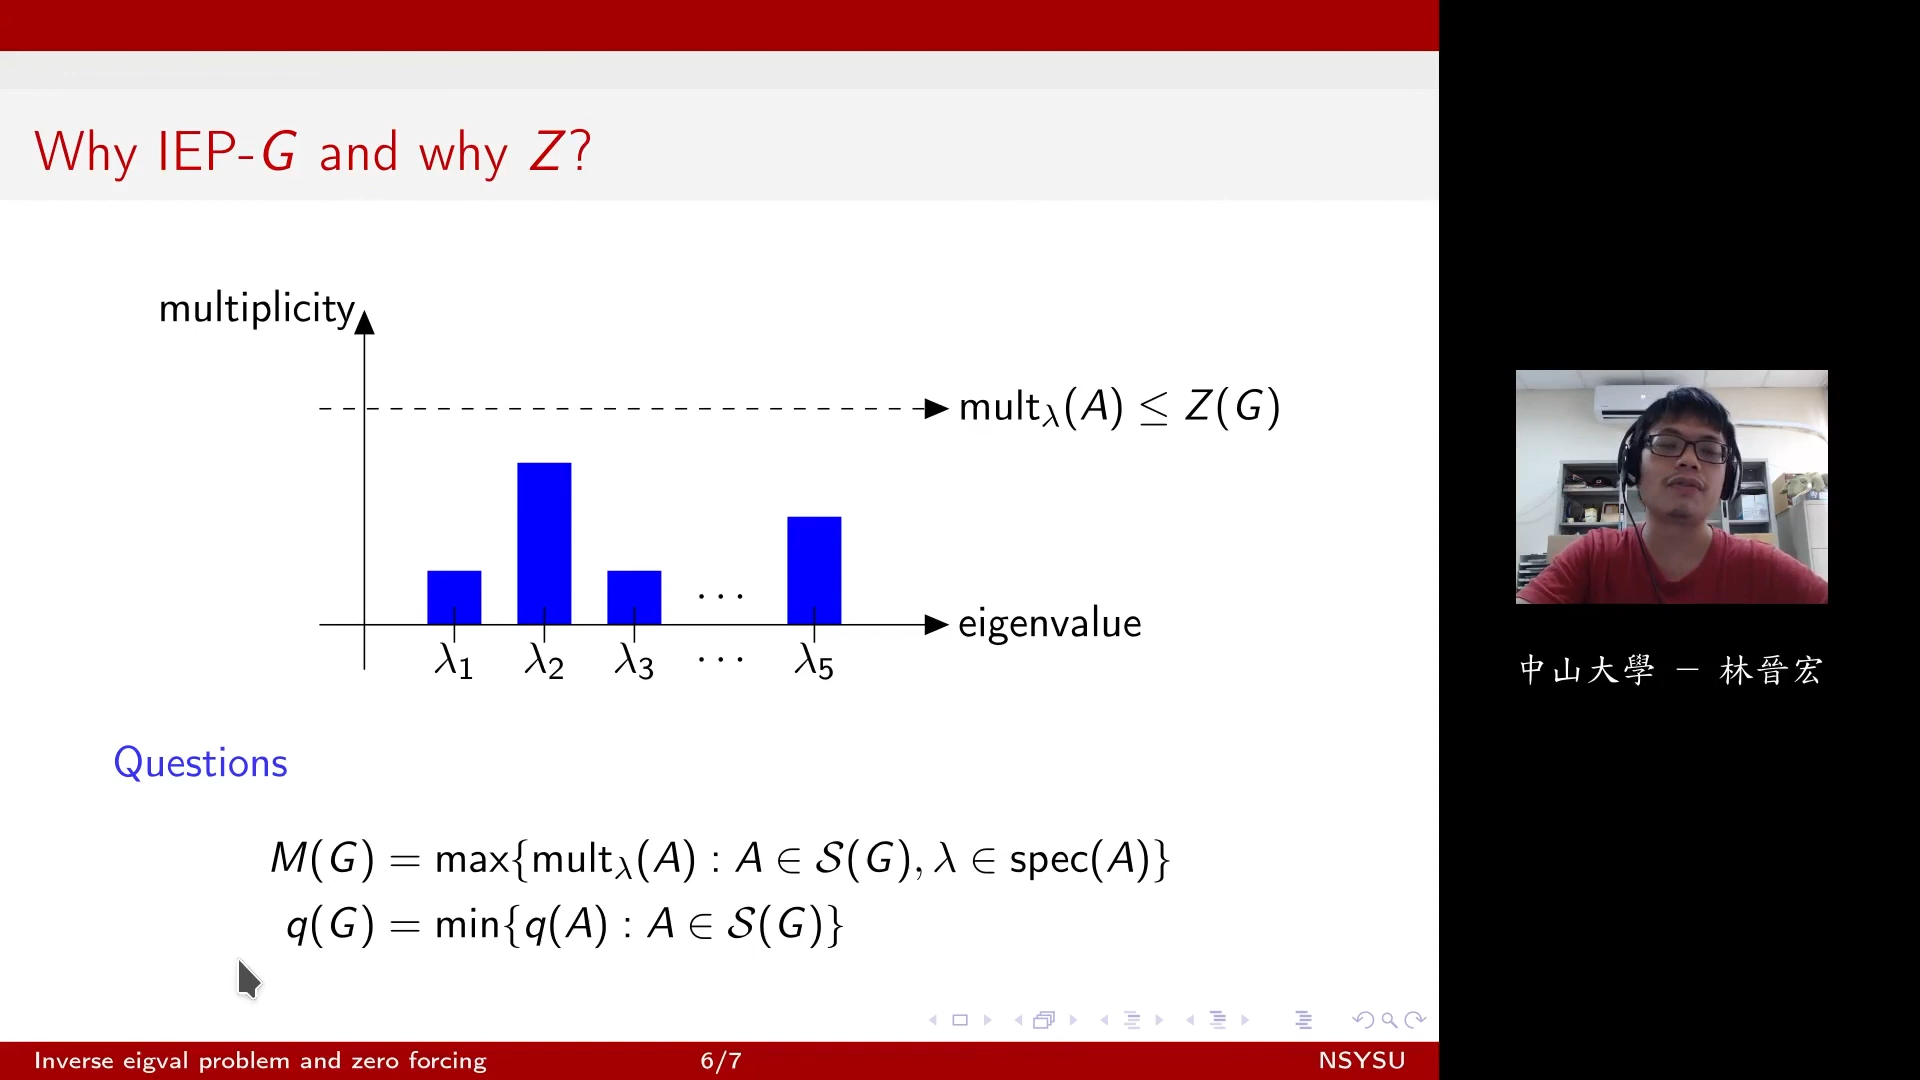 Why IEP-G and why Z?
multiplicity
mult_λ(A) ≤ Z(G)
· · ·
eigenvalue
λ₁ λ₂ λ₃ · · · λ₅
中山大學 – 林晉宏
Questions
M(G) = max{mult_λ(A) : A ∈ 𝒮(G), λ ∈ spec(A)}
q(G) = min{q(A) : A ∈ 𝒮(G)}
Inverse eigval problem and zero forcing 6/7 NSYSU